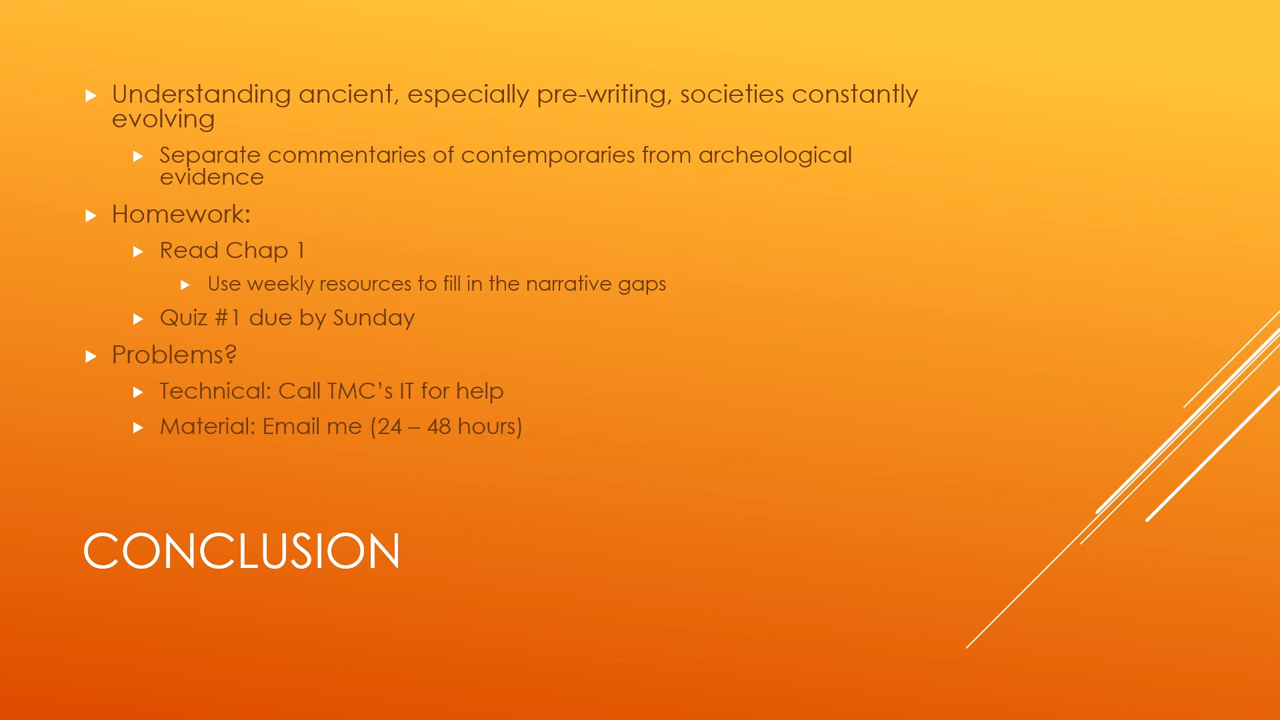 Understanding ancient, especially pre-writing, societies constantly
evolving
Separate commentaries of contemporaries from archeological
evidence
Homework:
Read Chap 1
Use weekly resources to fill in the narrative gaps
Quiz #1 due by Sunday
Problems?
Technical: Call TMC's IT for help
Material: Email me (24 – 48 hours)
CONCLUSION